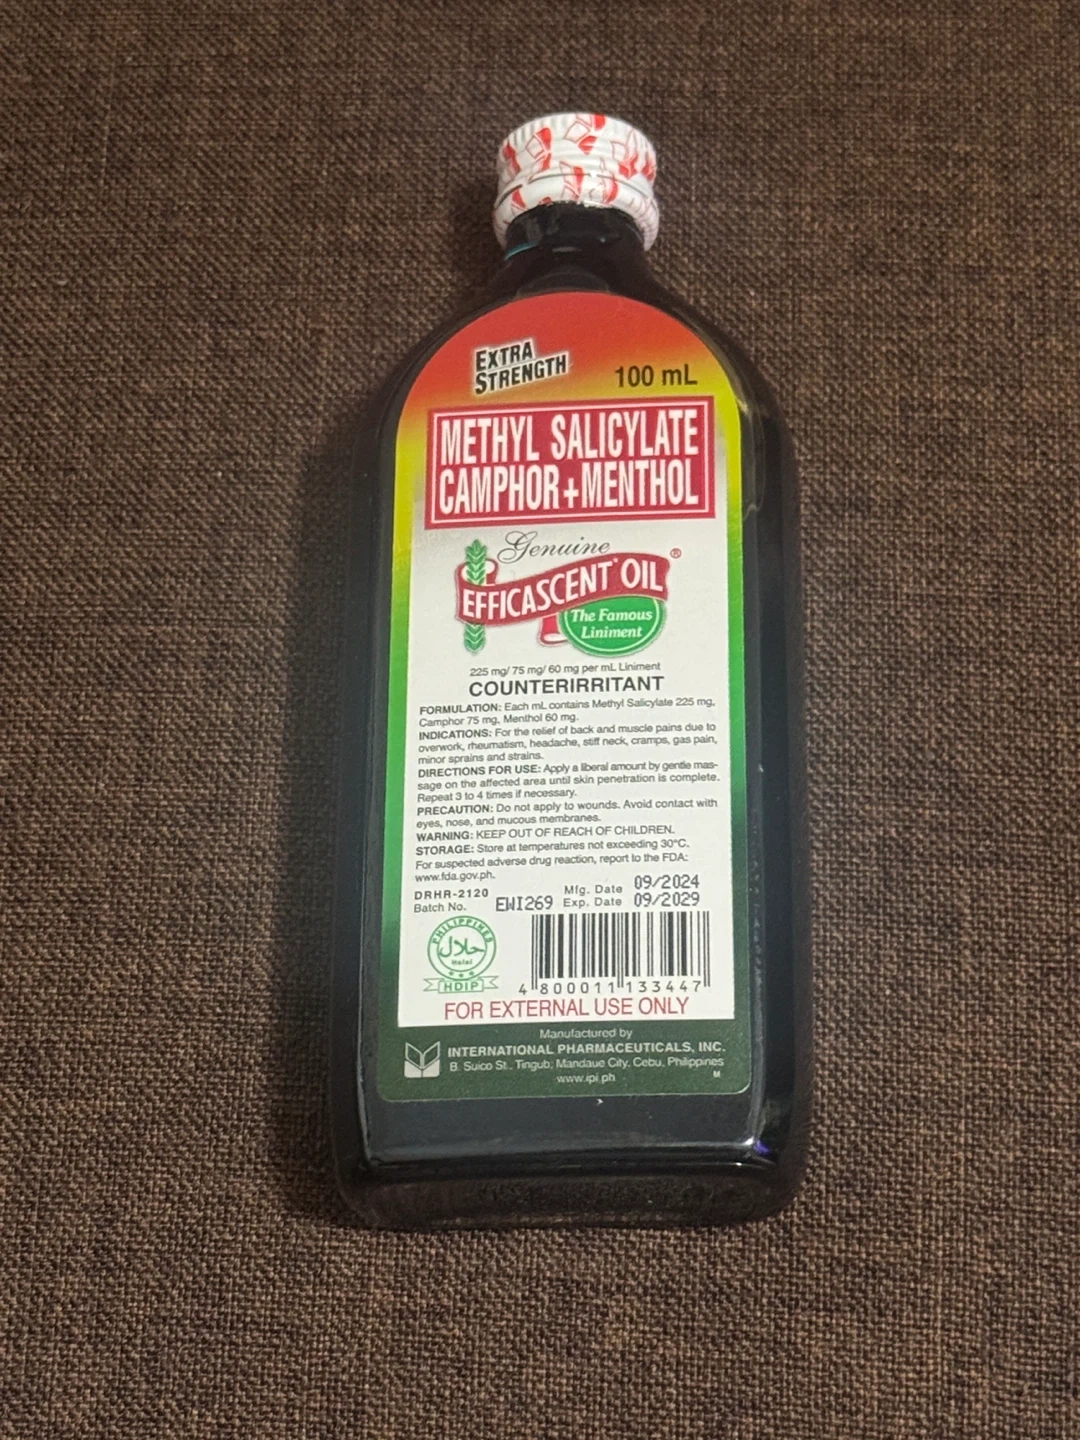 EXTRA
STRENGTH
100 mL
METHYL SALICYLATE
CAMPHOR+MENTHOL
Genuine
EFFICASCENT OIL ®
The Famous
Liniment
225 mg/ 75 mg/ 60 mg per mL Liniment
COUNTERIRRITANT
FORMULATION: Each mL contains Methyl Salicylate 225 mg,
Camphor 75 mg, Menthol 60 mg.
INDICATIONS: For the relief of back and muscle pains due to
overwork, rheumatism, headache, stiff neck, cramps, gas pain,
minor sprains and strains.
DIRECTIONS FOR USE: Apply a liberal amount by gentle mas-
sage on the affected area until skin penetration is complete.
Repeat 3 to 4 times if necessary.
PRECAUTION: Do not apply to wounds. Avoid contact with
eyes, nose, and mucous membranes.
WARNING: KEEP OUT OF REACH OF CHILDREN.
STORAGE: Store at temperatures not exceeding 30°C.
For suspected adverse drug reaction, report to the FDA:
www.fda.gov.ph.
DRHR-2120 Mfg. Date 09/2024
Batch No. EWI269 Exp. Date 09/2029
PHILIPPINES
حلال
Halal
HDIP
4 800011 133447
FOR EXTERNAL USE ONLY
Manufactured by
INTERNATIONAL PHARMACEUTICALS, INC.
B. Suico St., Tingub, Mandaue City, Cebu, Philippines
www.ipi.ph M